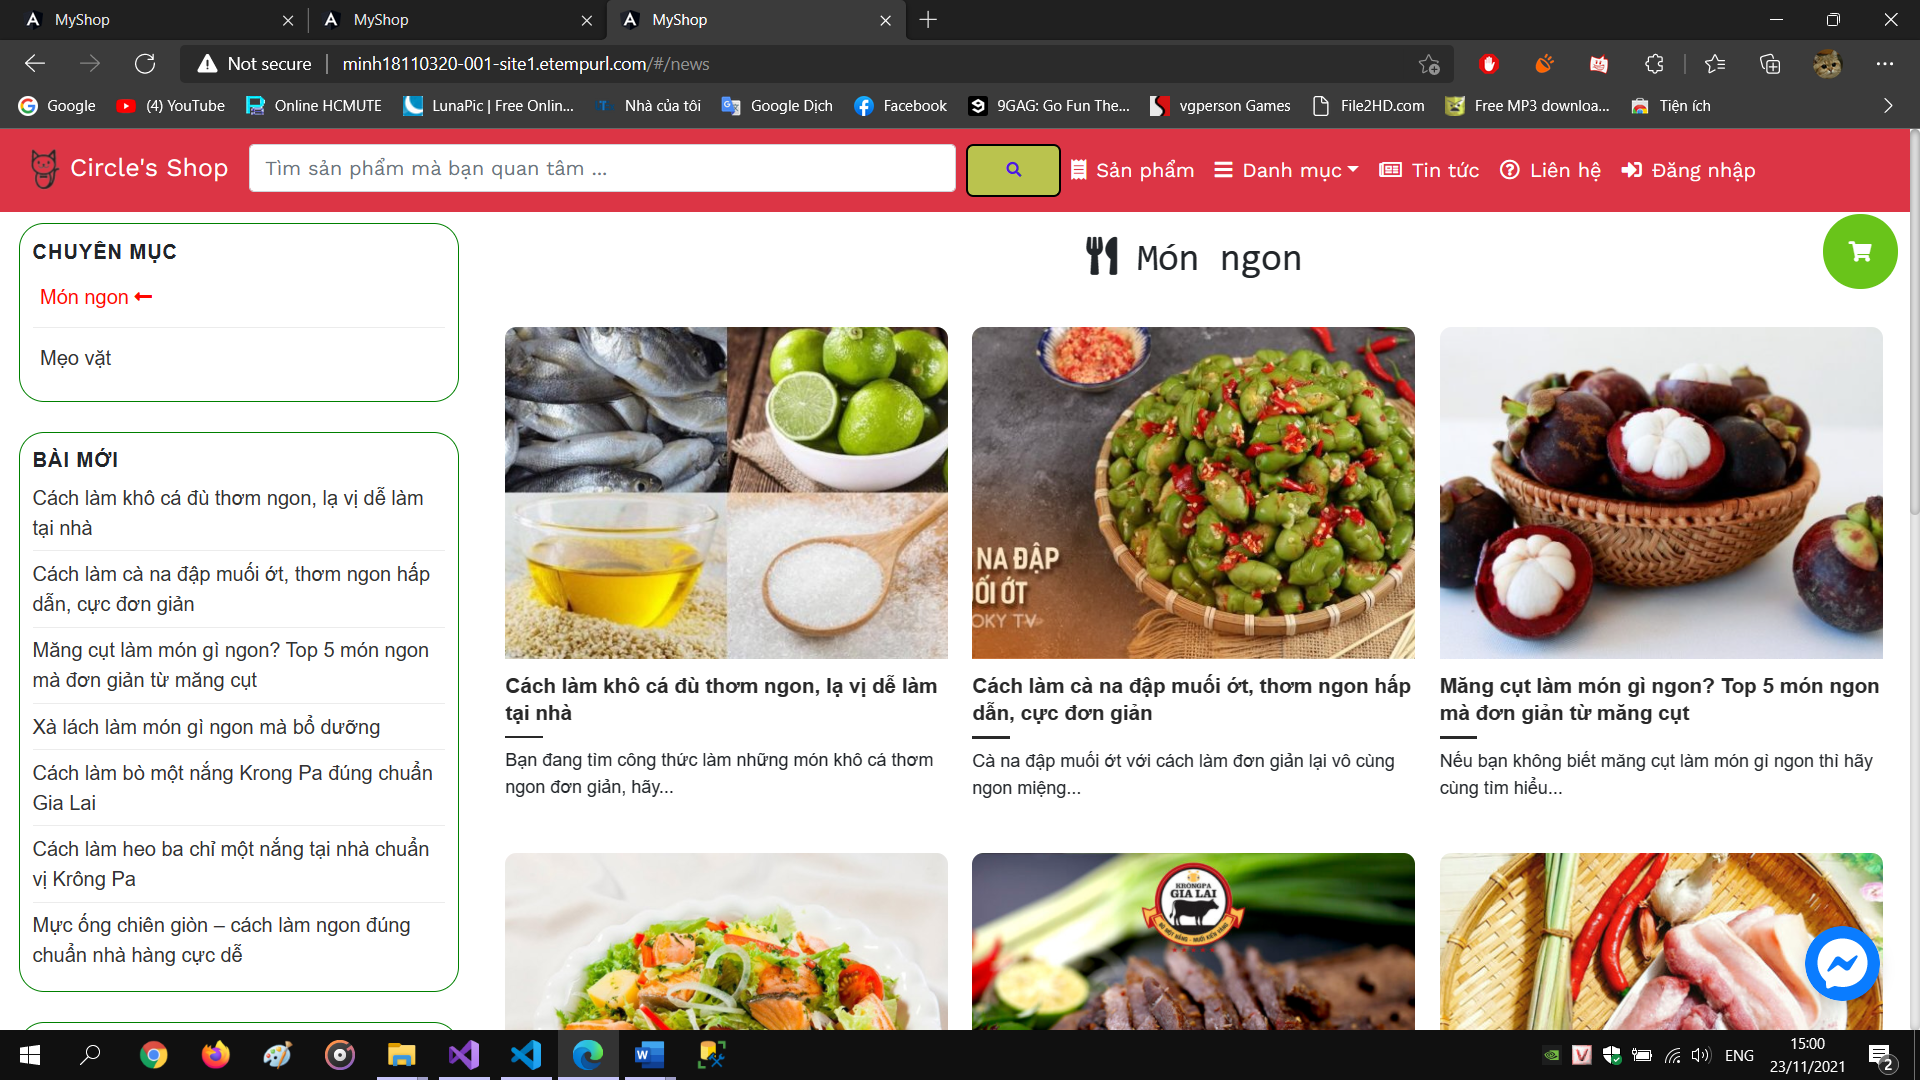 MyShop
MyShop
MyShop
Not secure
minh18110320-001-site1.etempurl.com/#/news
Google
(4) YouTube
Online HCMUTE
LunaPic | Free Onlin...
Nhà của tôi
Google Dịch
Facebook
9GAG: Go Fun The...
vgperson Games
File2HD.com
Free MP3 downloa...
Tiện ích
Circle's Shop
Tìm sản phẩm mà bạn quan tâm ...
Sản phẩm
Danh mục
Tin tức
Liên hệ
Đăng nhập
CHUYÊN MỤC
Món ngon
Mẹo vặt
BÀI MỚI
Cách làm khô cá đù thơm ngon, lạ vị dễ làm
tại nhà
Cách làm cà na đập muối ớt, thơm ngon hấp
dẫn, cực đơn giản
Măng cụt làm món gì ngon? Top 5 món ngon
mà đơn giản từ măng cụt
Xà lách làm món gì ngon mà bổ dưỡng
Cách làm bò một nắng Krong Pa đúng chuẩn
Gia Lai
Cách làm heo ba chỉ một nắng tại nhà chuẩn
vị Krông Pa
Mực ống chiên giòn – cách làm ngon đúng
chuẩn nhà hàng cực dễ
Món ngon
NA ĐẬP
ỐI ỚT
OKY TV
Cách làm khô cá đù thơm ngon, lạ vị dễ làm
tại nhà
Bạn đang tìm công thức làm những món khô cá thơm
ngon đơn giản, hãy...
Cách làm cà na đập muối ớt, thơm ngon hấp
dẫn, cực đơn giản
Cà na đập muối ớt với cách làm đơn giản lại vô cùng
ngon miệng...
Măng cụt làm món gì ngon? Top 5 món ngon
mà đơn giản từ măng cụt
Nếu bạn không biết măng cụt làm món gì ngon thì hãy
cùng tìm hiểu...
KRONGPA
GIA LAI
ENG
15:00
23/11/2021
2